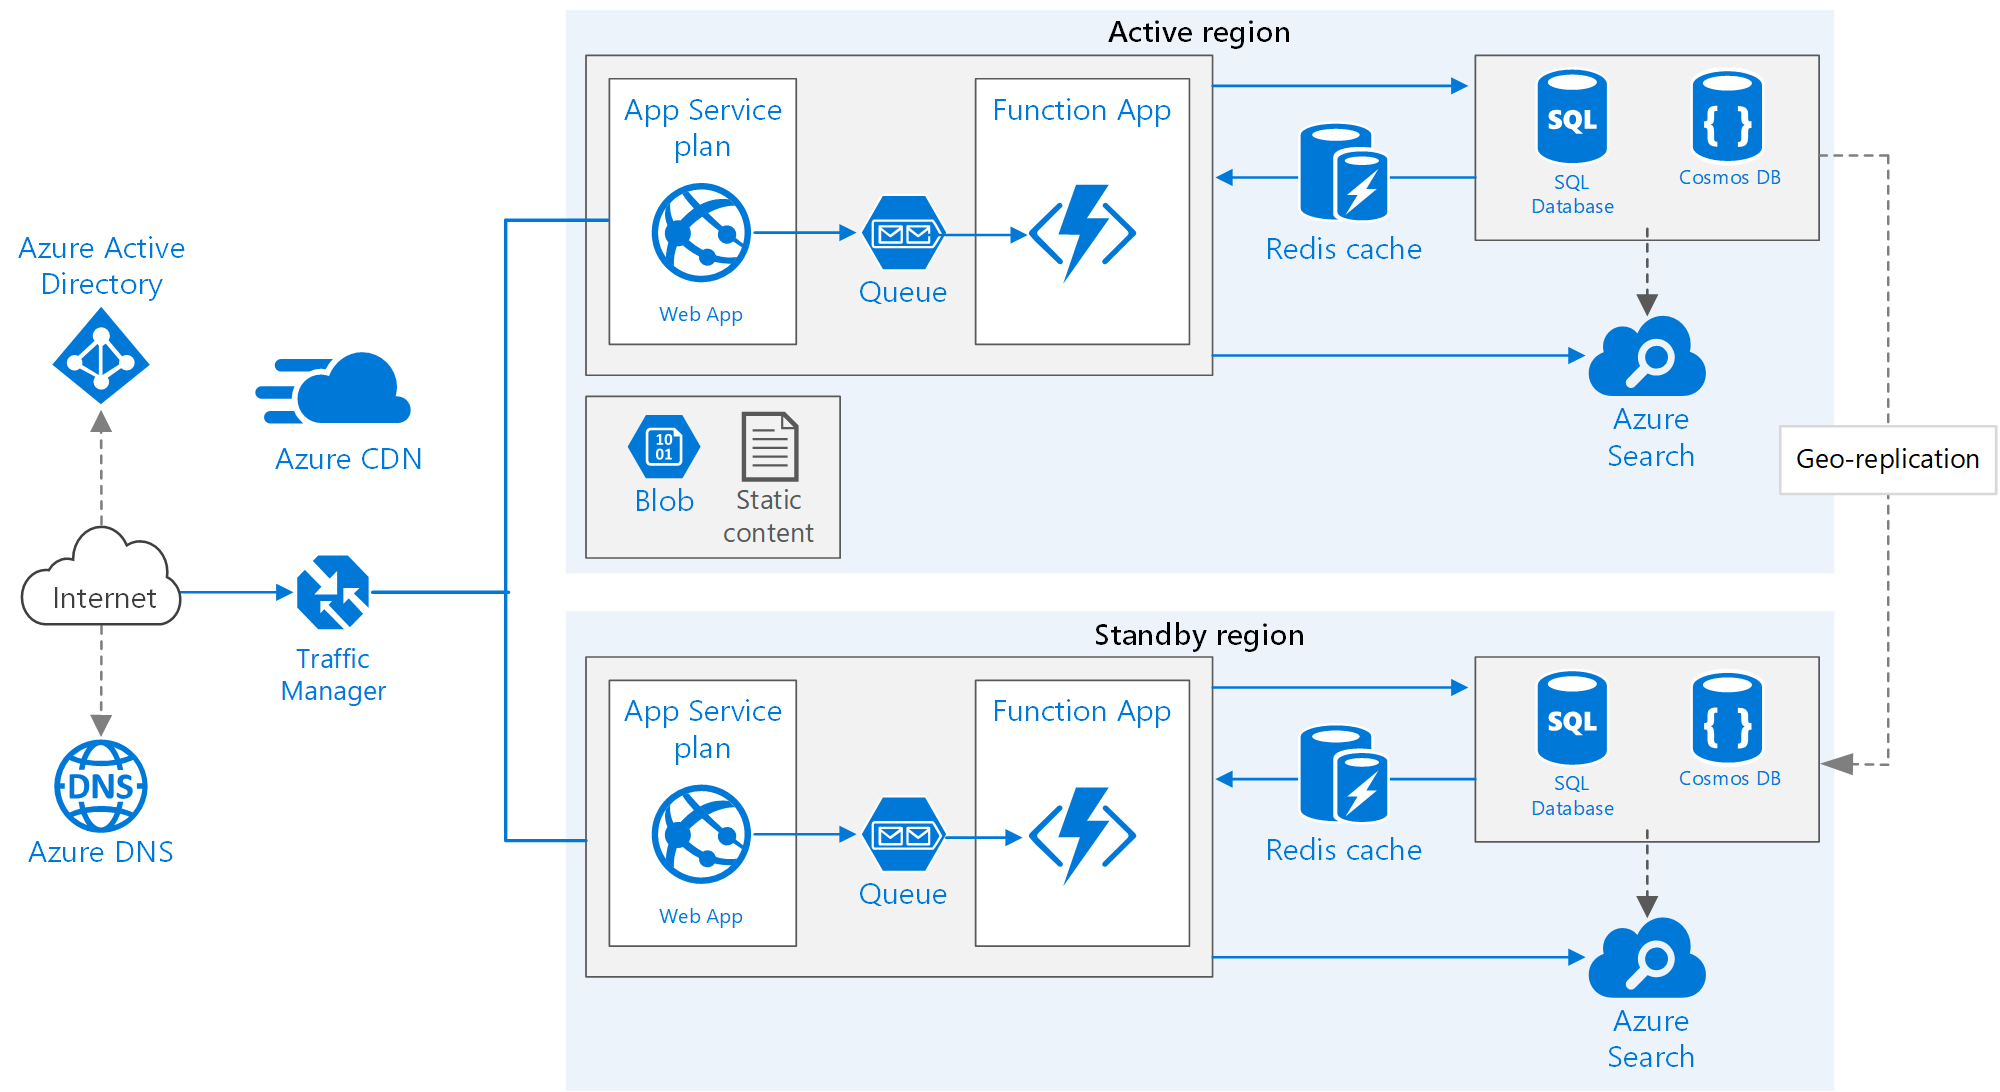 Active region
App Service
plan
Web App
Queue
Function App
Redis cache
SQL
SQL
Database
{ }
Cosmos DB
Azure
Search
Geo-replication
10
01
Blob
Static
content
Azure Active
Directory
Azure CDN
Internet
Traffic
Manager
DNS
Azure DNS
Standby region
App Service
plan
Web App
Queue
Function App
Redis cache
SQL
SQL
Database
{ }
Cosmos DB
Azure
Search